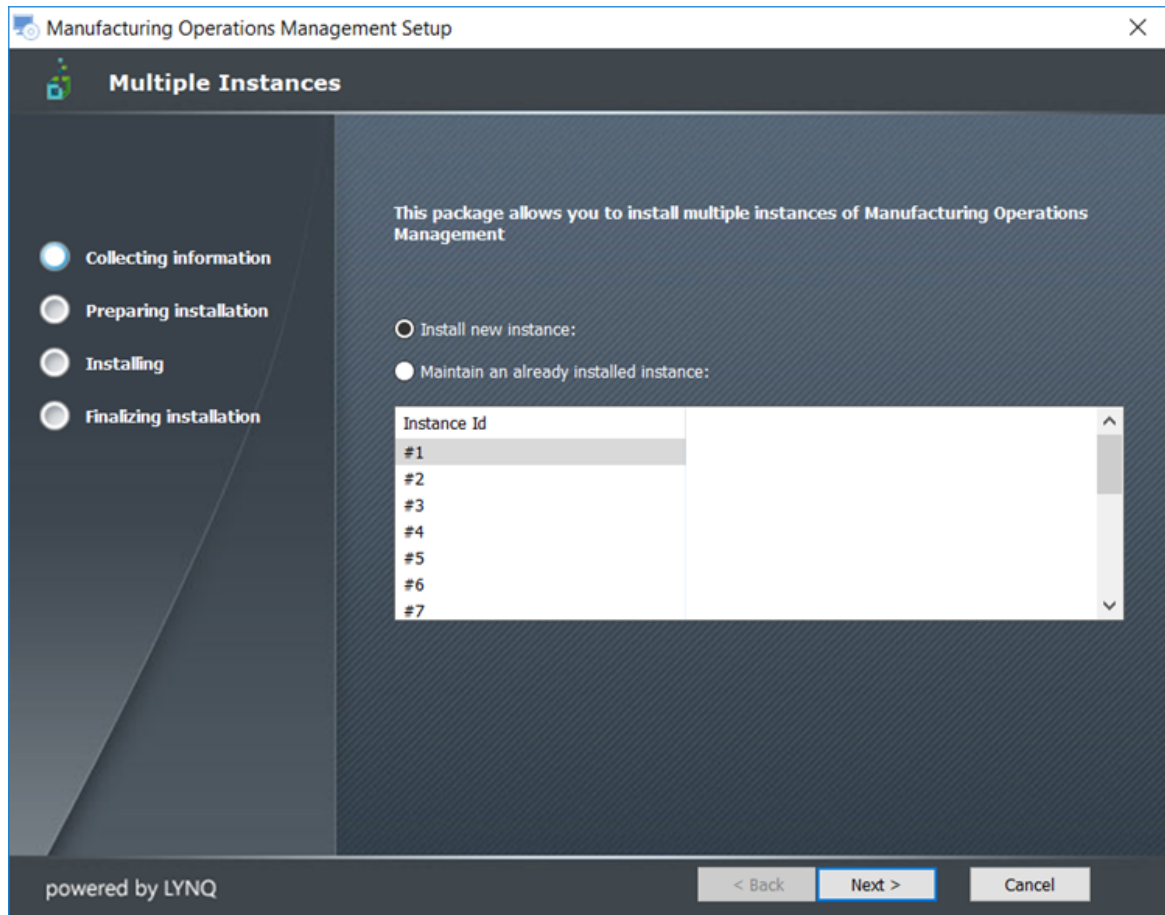 Manufacturing Operations Management Setup
Multiple Instances
Collecting information
Preparing installation
Installing
Finalizing installation
This package allows you to install multiple instances of Manufacturing Operations
Management
Install new instance:
Maintain an already installed instance:
Instance Id
#1
#2
#3
#4
#5
#6
#7
powered by LYNQ
< Back
Next >
Cancel